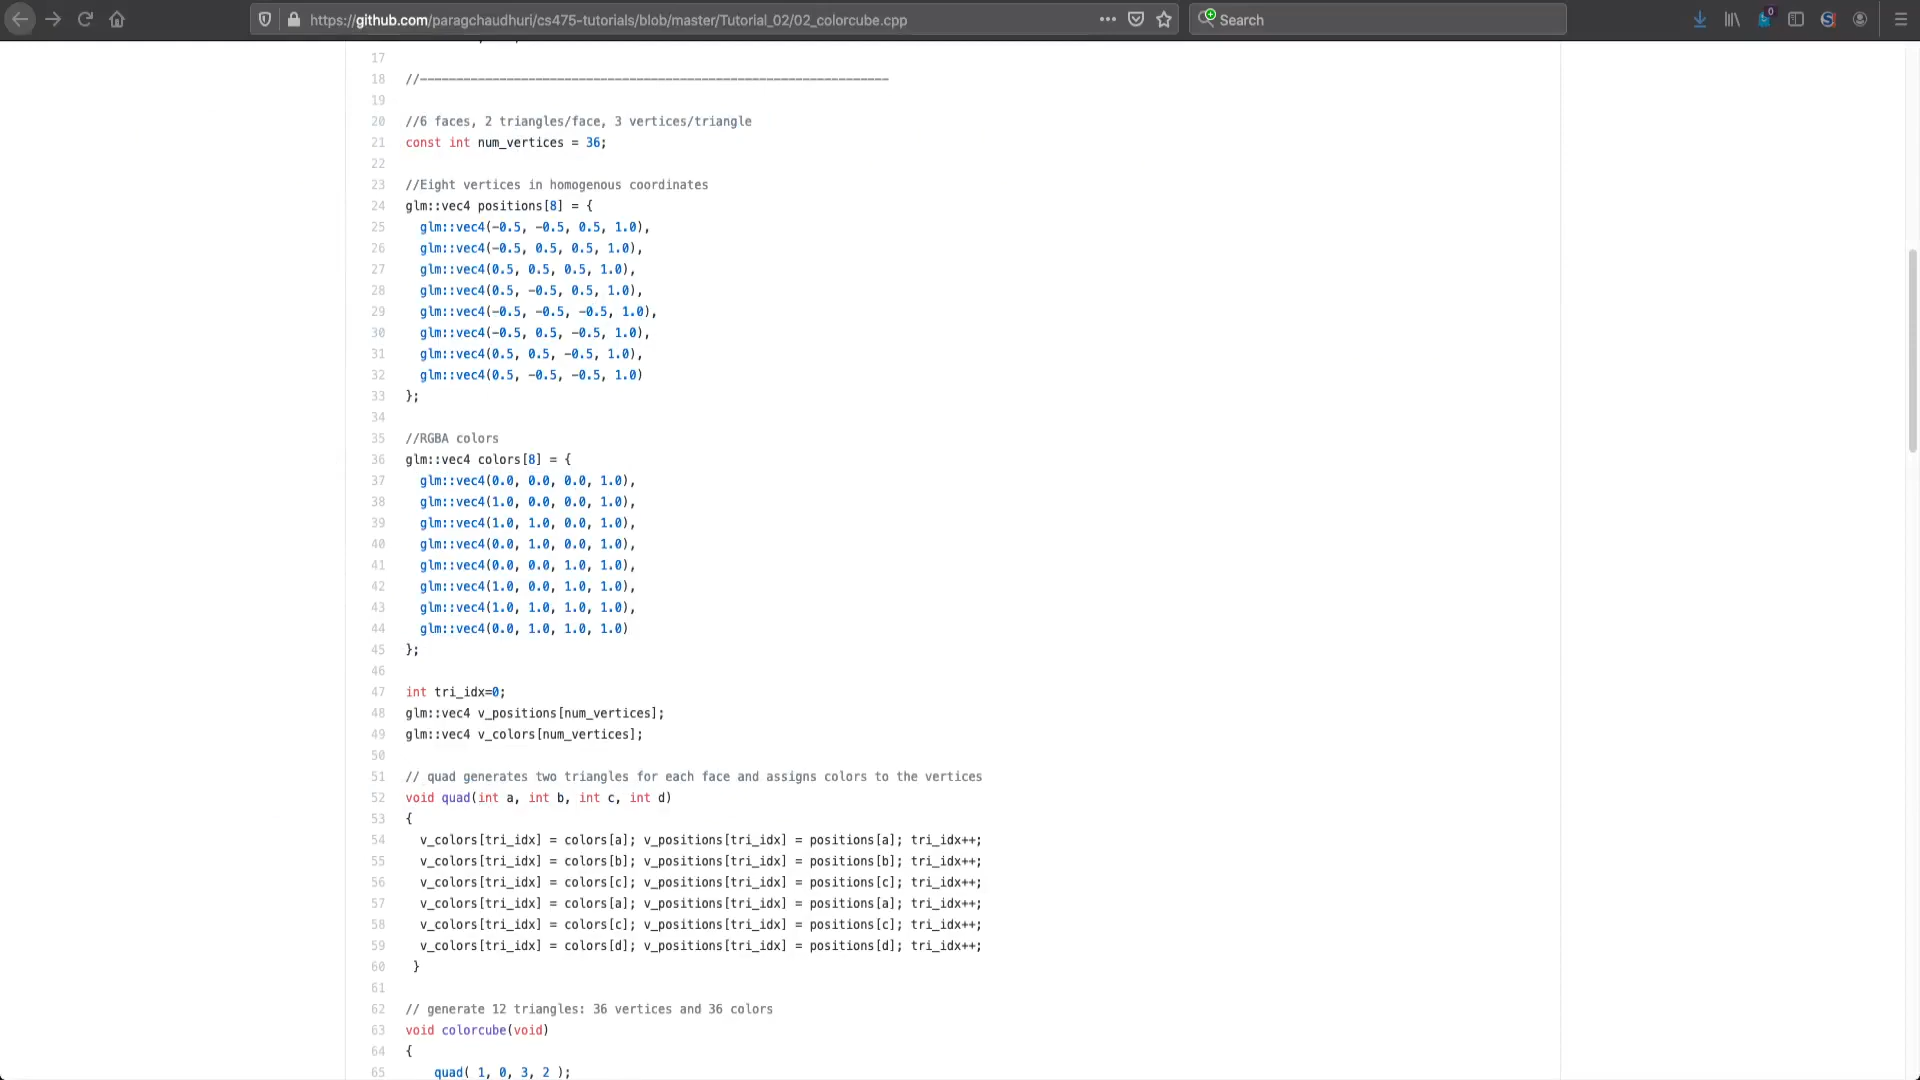 https://github.com/paragchaudhuri/cs475-tutorials/blob/master/Tutorial_02/02_colorcube.cpp
Search
0
17
18 //-----------------------------------------------------------------
19
20 //6 faces, 2 triangles/face, 3 vertices/triangle
21 const int num_vertices = 36;
22
23 //Eight vertices in homogenous coordinates
24 glm::vec4 positions[8] = {
25 glm::vec4(-0.5, -0.5, 0.5, 1.0),
26 glm::vec4(-0.5, 0.5, 0.5, 1.0),
27 glm::vec4(0.5, 0.5, 0.5, 1.0),
28 glm::vec4(0.5, -0.5, 0.5, 1.0),
29 glm::vec4(-0.5, -0.5, -0.5, 1.0),
30 glm::vec4(-0.5, 0.5, -0.5, 1.0),
31 glm::vec4(0.5, 0.5, -0.5, 1.0),
32 glm::vec4(0.5, -0.5, -0.5, 1.0)
33 };
34
35 //RGBA colors
36 glm::vec4 colors[8] = {
37 glm::vec4(0.0, 0.0, 0.0, 1.0),
38 glm::vec4(1.0, 0.0, 0.0, 1.0),
39 glm::vec4(1.0, 1.0, 0.0, 1.0),
40 glm::vec4(0.0, 1.0, 0.0, 1.0),
41 glm::vec4(0.0, 0.0, 1.0, 1.0),
42 glm::vec4(1.0, 0.0, 1.0, 1.0),
43 glm::vec4(1.0, 1.0, 1.0, 1.0),
44 glm::vec4(0.0, 1.0, 1.0, 1.0)
45 };
46
47 int tri_idx=0;
48 glm::vec4 v_positions[num_vertices];
49 glm::vec4 v_colors[num_vertices];
50
51 // quad generates two triangles for each face and assigns colors to the vertices
52 void quad(int a, int b, int c, int d)
53 {
54 v_colors[tri_idx] = colors[a]; v_positions[tri_idx] = positions[a]; tri_idx++;
55 v_colors[tri_idx] = colors[b]; v_positions[tri_idx] = positions[b]; tri_idx++;
56 v_colors[tri_idx] = colors[c]; v_positions[tri_idx] = positions[c]; tri_idx++;
57 v_colors[tri_idx] = colors[a]; v_positions[tri_idx] = positions[a]; tri_idx++;
58 v_colors[tri_idx] = colors[c]; v_positions[tri_idx] = positions[c]; tri_idx++;
59 v_colors[tri_idx] = colors[d]; v_positions[tri_idx] = positions[d]; tri_idx++;
60 }
61
62 // generate 12 triangles: 36 vertices and 36 colors
63 void colorcube(void)
64 {
65 quad( 1, 0, 3, 2 );